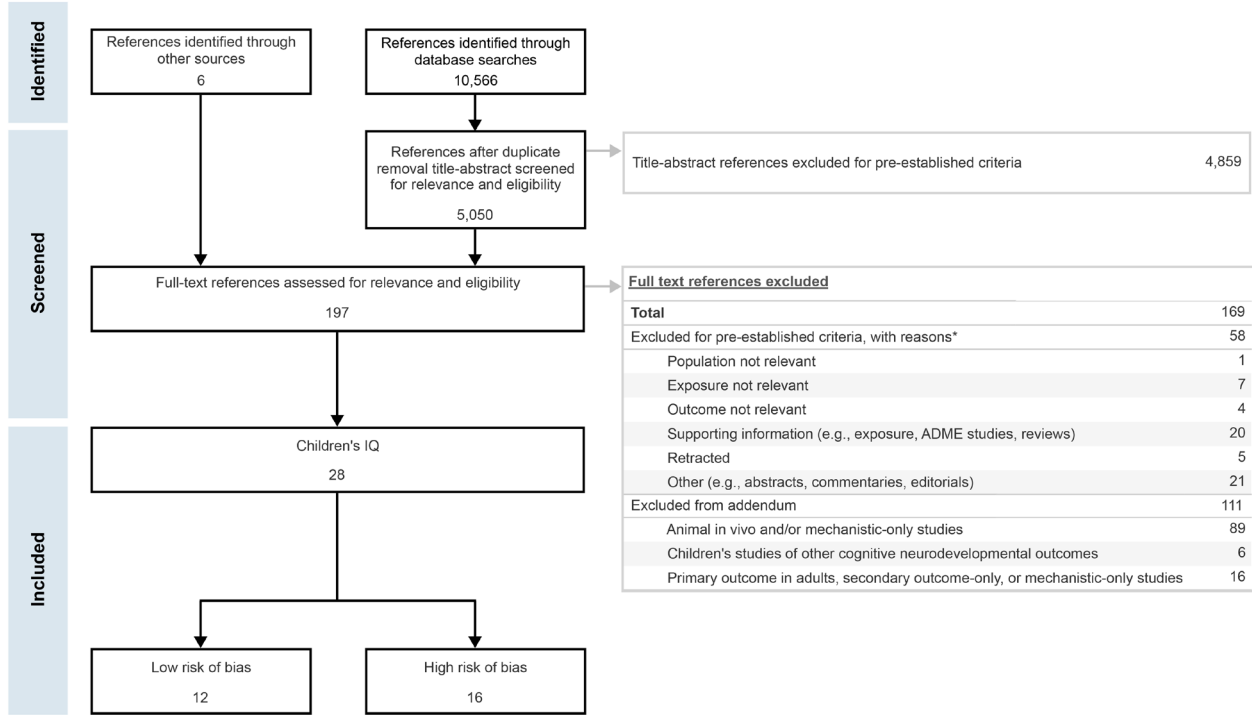 Identified
References identified through
other sources
6
References identified through
database searches
10,566
Screened
References after duplicate
removal title-abstract screened
for relevance and eligibility
5,050
Title-abstract references excluded for pre-established criteria 4,859
Full-text references assessed for relevance and eligibility
197
Full text references excluded
Total 169
Excluded for pre-established criteria, with reasons* 58
Population not relevant 1
Exposure not relevant 7
Outcome not relevant 4
Supporting information (e.g., exposure, ADME studies, reviews) 20
Retracted 5
Other (e.g., abstracts, commentaries, editorials) 21
Excluded from addendum 111
Animal in vivo and/or mechanistic-only studies 89
Children's studies of other cognitive neurodevelopmental outcomes 6
Primary outcome in adults, secondary outcome-only, or mechanistic-only studies 16
Included
Children's IQ
28
Low risk of bias
12
High risk of bias
16